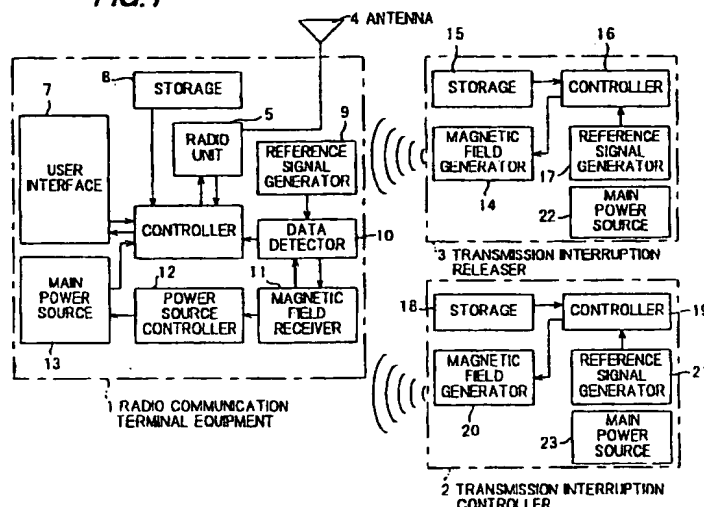 FIG. 1
4 ANTENNA
8
STORAGE
7
5
RADIO
UNIT
9
REFERENCE
SIGNAL
GENERATOR
USER
INTERFACE
CONTROLLER
DATA
DETECTOR
10
12
11
MAIN
POWER
SOURCE
POWER
SOURCE
CONTROLLER
MAGNETIC
FIELD
RECEIVER
13
1 RADIO COMMUNICATION
TERMINAL EQUIPMENT
15
16
STORAGE
CONTROLLER
MAGNETIC
FIELD
GENERATOR
REFERENCE
SIGNAL
GENERATOR
14
17
22
MAIN
POWER
SOURCE
3 TRANSMISSION INTERRUPTION
RELEASER
18
STORAGE
CONTROLLER
19
MAGNETIC
FIELD
GENERATOR
REFERENCE
SIGNAL
GENERATOR
21
20
23
MAIN
POWER
SOURCE
2 TRANSMISSION INTERRUPTION
CONTROLLER